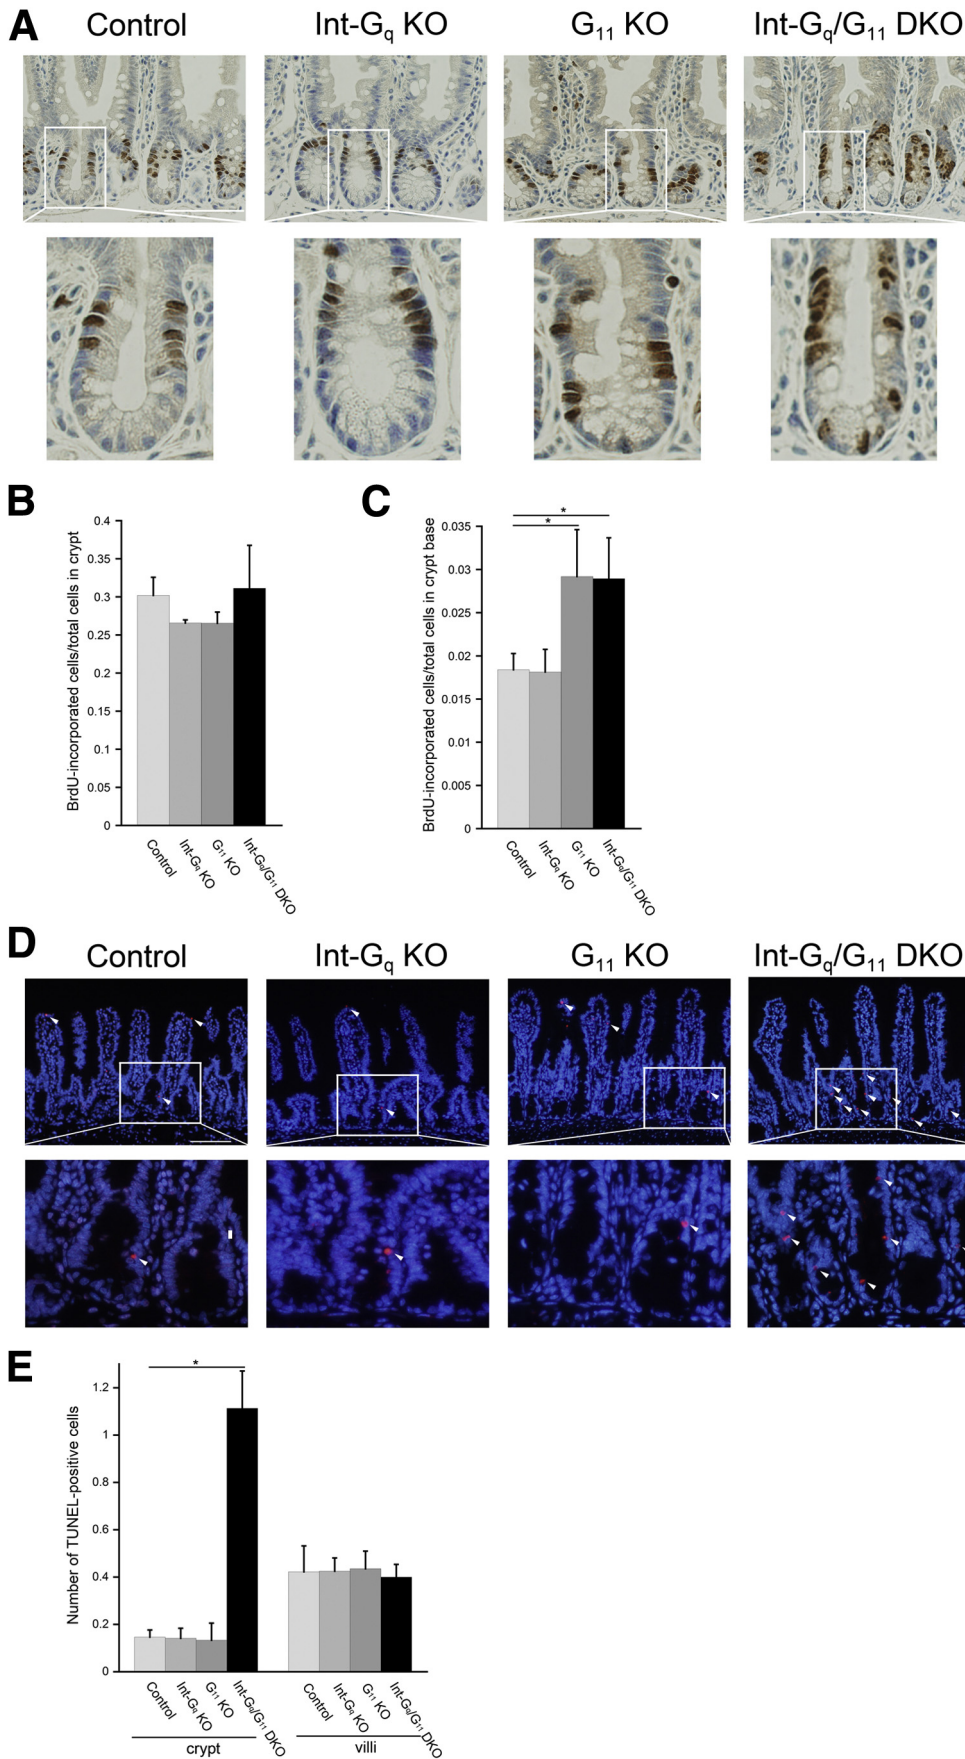 A
Control
Int-Gq KO
G11 KO
Int-Gq/G11 DKO
B
BrdU-incorporated cells/total cells in crypt
0.4
0.35
0.3
0.25
0.2
0.15
0.1
0.05
0
Control
Int-Gq KO
G11 KO
Int-Gq/G11 DKO
C
BrdU-incorporated cells/total cells in crypt base
*
*
0.035
0.03
0.025
0.02
0.015
0.01
0.005
0
Control
Int-Gq KO
G11 KO
Int-Gq/G11 DKO
D
Control
Int-Gq KO
G11 KO
Int-Gq/G11 DKO
E
Number of TUNEL-positive cells
*
1.2
1
0.8
0.6
0.4
0.2
0
Control
Int-Gq KO
G11 KO
Int-Gq/G11 DKO
crypt
Control
Int-Gq KO
G11 KO
Int-Gq/G11 DKO
villi